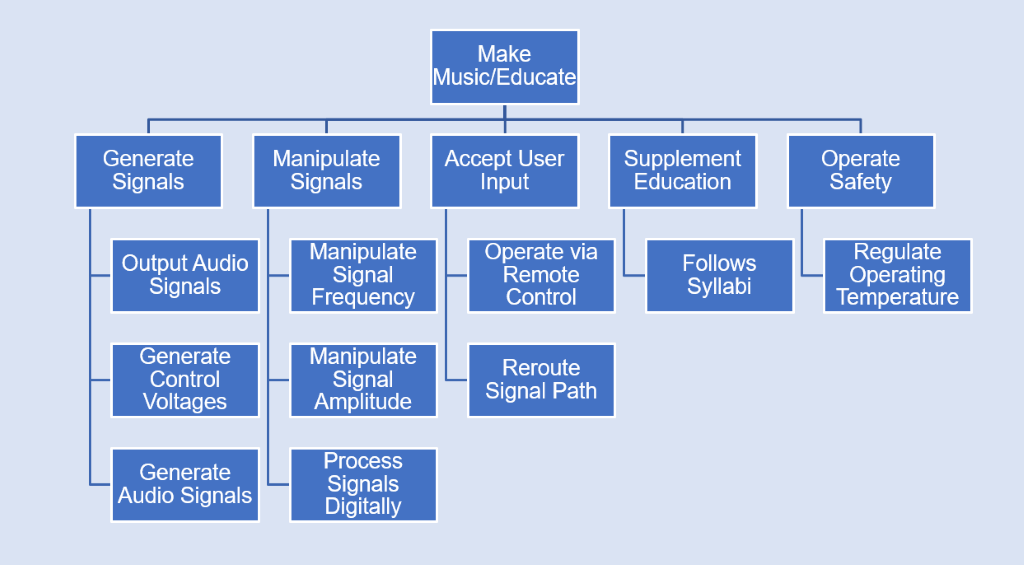 Make
Music/Educate
Generate
Signals
Manipulate
Signals
Accept User
Input
Supplement
Education
Operate
Safety
Output Audio
Signals
Manipulate
Signal
Frequency
Operate via
Remote
Control
Follows
Syllabi
Regulate
Operating
Temperature
Generate
Control
Voltages
Manipulate
Signal
Amplitude
Reroute
Signal Path
Generate
Audio Signals
Process
Signals
Digitally